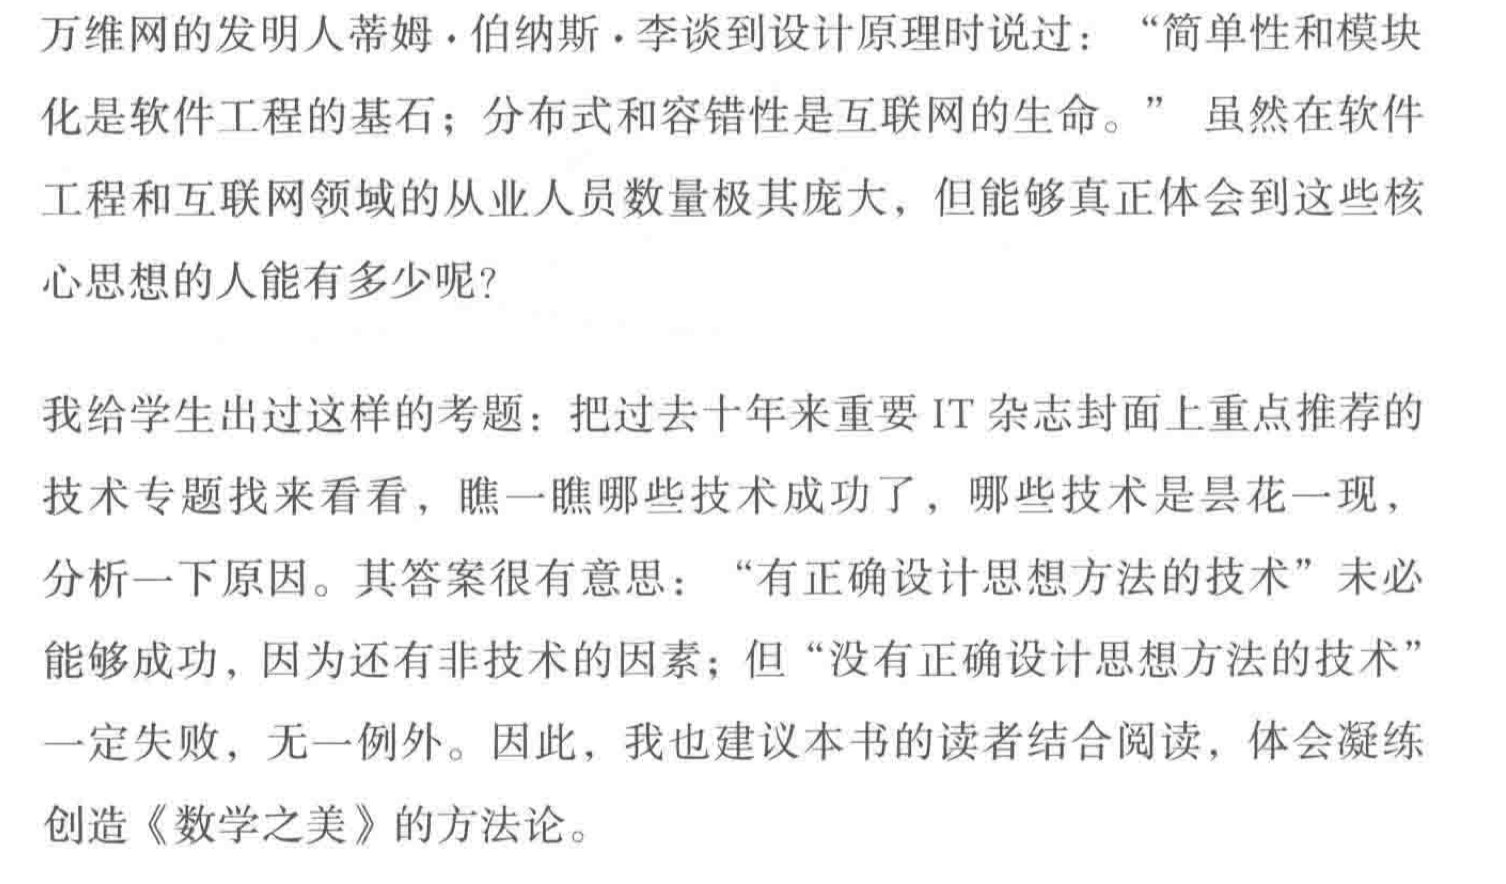 万维网的发明人蒂姆·伯纳斯·李谈到设计原理时说过：“简单性和模块
化是软件工程的基石；分布式和容错性是互联网的生命。” 虽然在软件
工程和互联网领域的从业人员数量极其庞大，但能够真正体会到这些核
心思想的人能有多少呢？
我给学生出过这样的考题：把过去十年来重要 IT 杂志封面上重点推荐的
技术专题找来看看，瞧一瞧哪些技术成功了，哪些技术是昙花一现，
分析一下原因。其答案很有意思：“有正确设计思想方法的技术”未必
能够成功，因为还有非技术的因素；但“没有正确设计思想方法的技术”
一定失败，无一例外。因此，我也建议本书的读者结合阅读，体会凝练
创造《数学之美》的方法论。